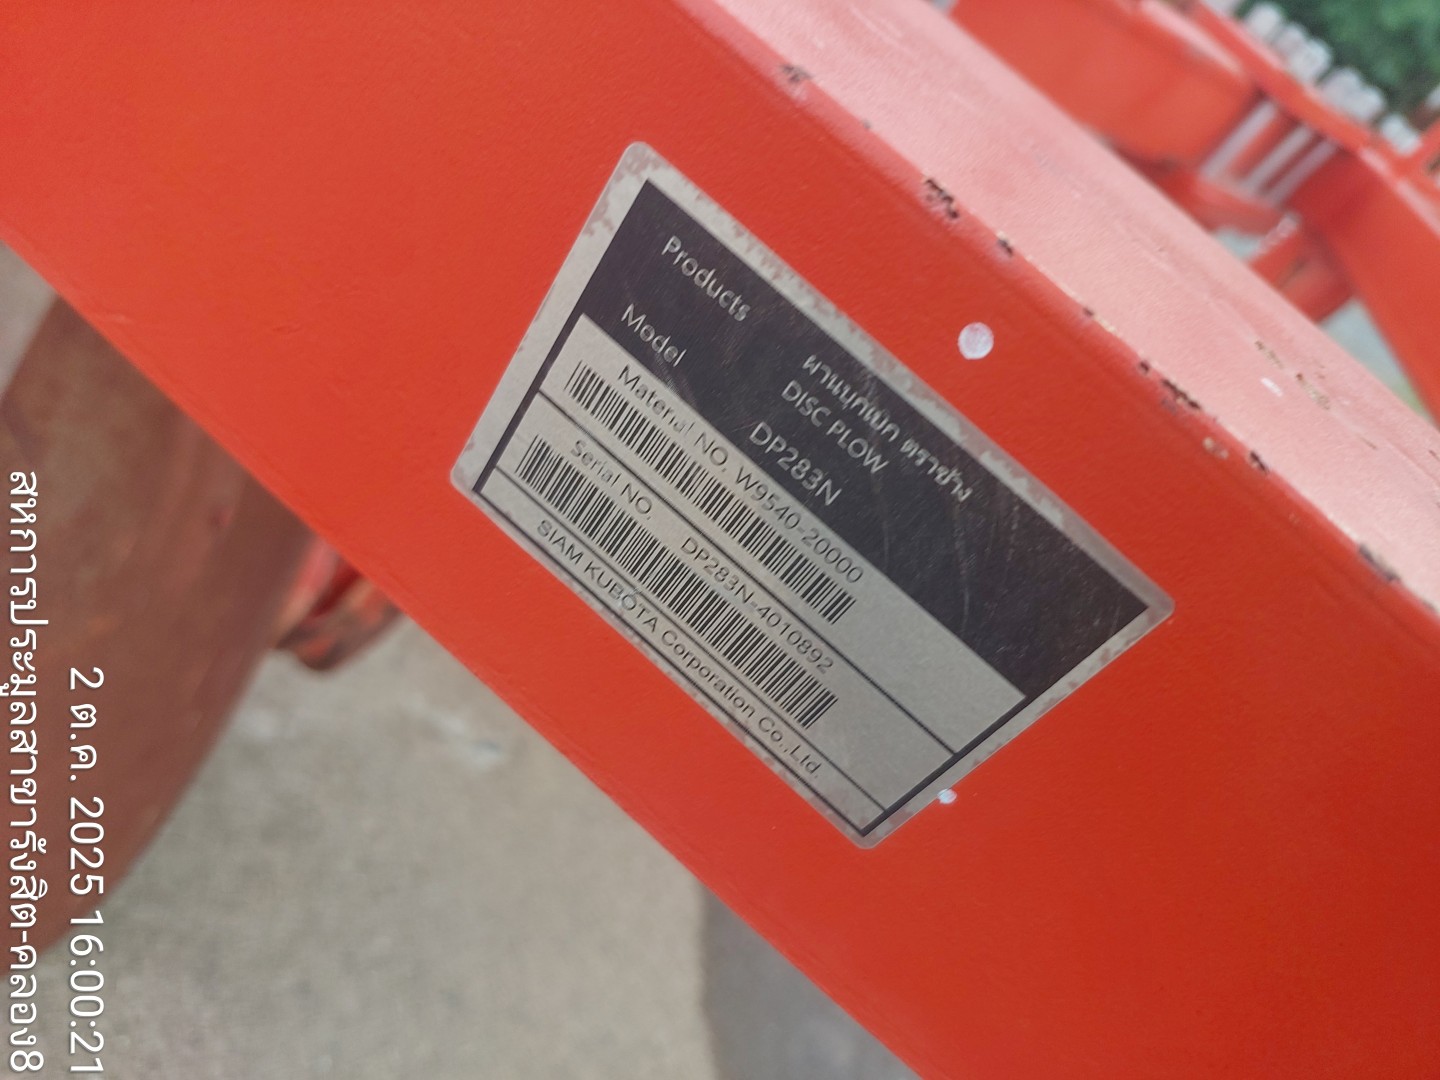 Products
ผานบุกเบิก ตราช้าง
DISC PLOW
Model
DP283N
Material NO. W9540-20000
Serial NO. DP283N-4010892
SIAM KUBOTA Corporation Co.,Ltd.
2 ต.ค. 2025 16:00:21
สหการประมูลสาขารังสิต-คลอง8